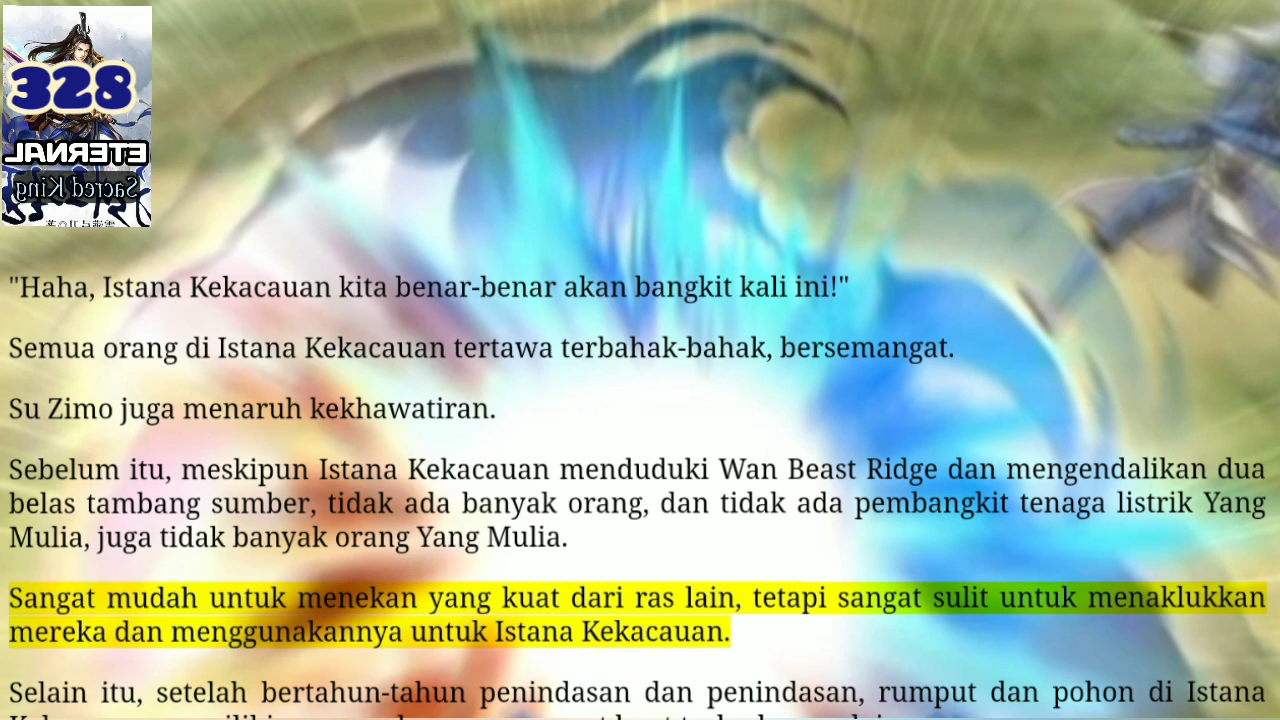 328
ETERNAL
Sacred King
"Haha, Istana Kekacauan kita benar-benar akan bangkit kali ini!"
Semua orang di Istana Kekacauan tertawa terbahak-bahak, bersemangat.
Su Zimo juga menaruh kekhawatiran.
Sebelum itu, meskipun Istana Kekacauan menduduki Wan Beast Ridge dan mengendalikan dua
belas tambang sumber, tidak ada banyak orang, dan tidak ada pembangkit tenaga listrik Yang
Mulia, juga tidak banyak orang Yang Mulia.
Sangat mudah untuk menekan yang kuat dari ras lain, tetapi sangat sulit untuk menaklukkan
mereka dan menggunakannya untuk Istana Kekacauan.
Selain itu, setelah bertahun-tahun penindasan dan penindasan, rumput dan pohon di Istana